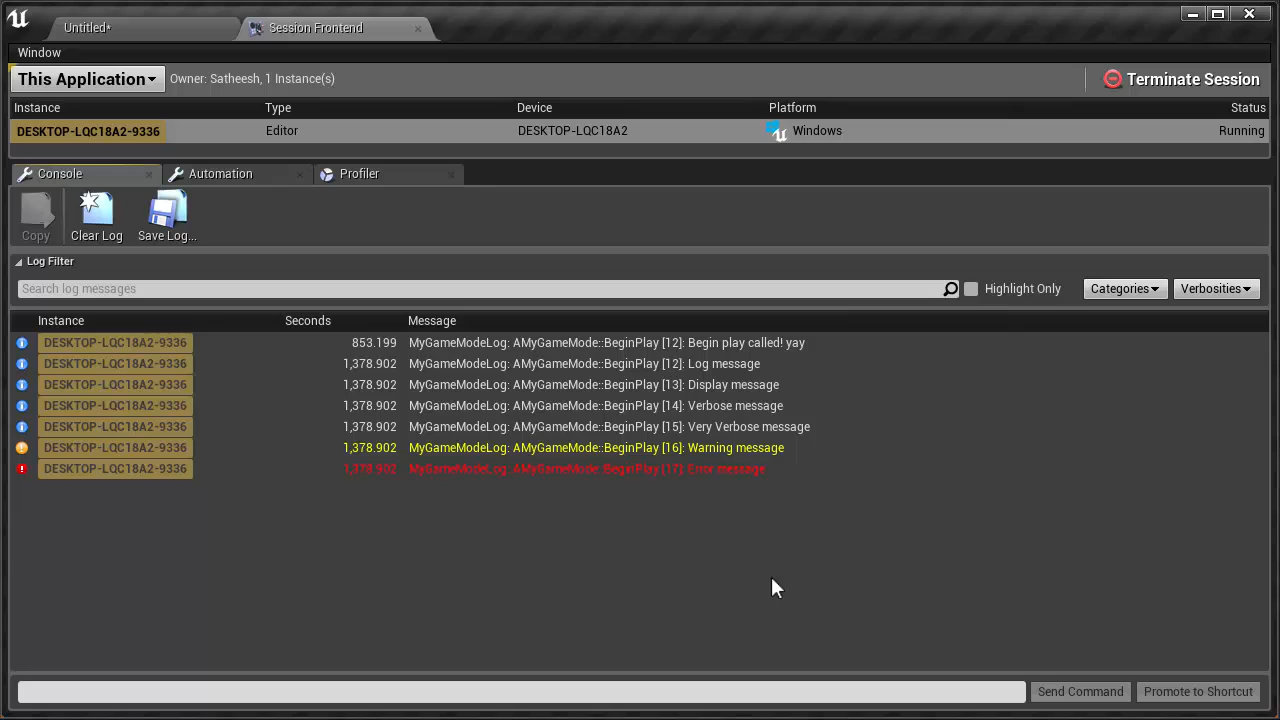 Untitled*
Session Frontend
Window
This Application
Owner: Satheesh, 1 Instance(s)
Terminate Session
Instance Type Device Platform Status
DESKTOP-LQC18A2-9336 Editor DESKTOP-LQC18A2 Windows Running
Console Automation Profiler
Copy Clear Log Save Log...
Log Filter
Search log messages
Highlight Only
Categories
Verbosities
Instance Seconds Message
DESKTOP-LQC18A2-9336 853.199 MyGameModeLog: AMyGameMode::BeginPlay [12]: Begin play called! yay
DESKTOP-LQC18A2-9336 1,378.902 MyGameModeLog: AMyGameMode::BeginPlay [12]: Log message
DESKTOP-LQC18A2-9336 1,378.902 MyGameModeLog: AMyGameMode::BeginPlay [13]: Display message
DESKTOP-LQC18A2-9336 1,378.902 MyGameModeLog: AMyGameMode::BeginPlay [14]: Verbose message
DESKTOP-LQC18A2-9336 1,378.902 MyGameModeLog: AMyGameMode::BeginPlay [15]: Very Verbose message
DESKTOP-LQC18A2-9336 1,378.902 MyGameModeLog: AMyGameMode::BeginPlay [16]: Warning message
DESKTOP-LQC18A2-9336 1,378.902 MyGameModeLog: AMyGameMode::BeginPlay [17]: Error message
Send Command
Promote to Shortcut